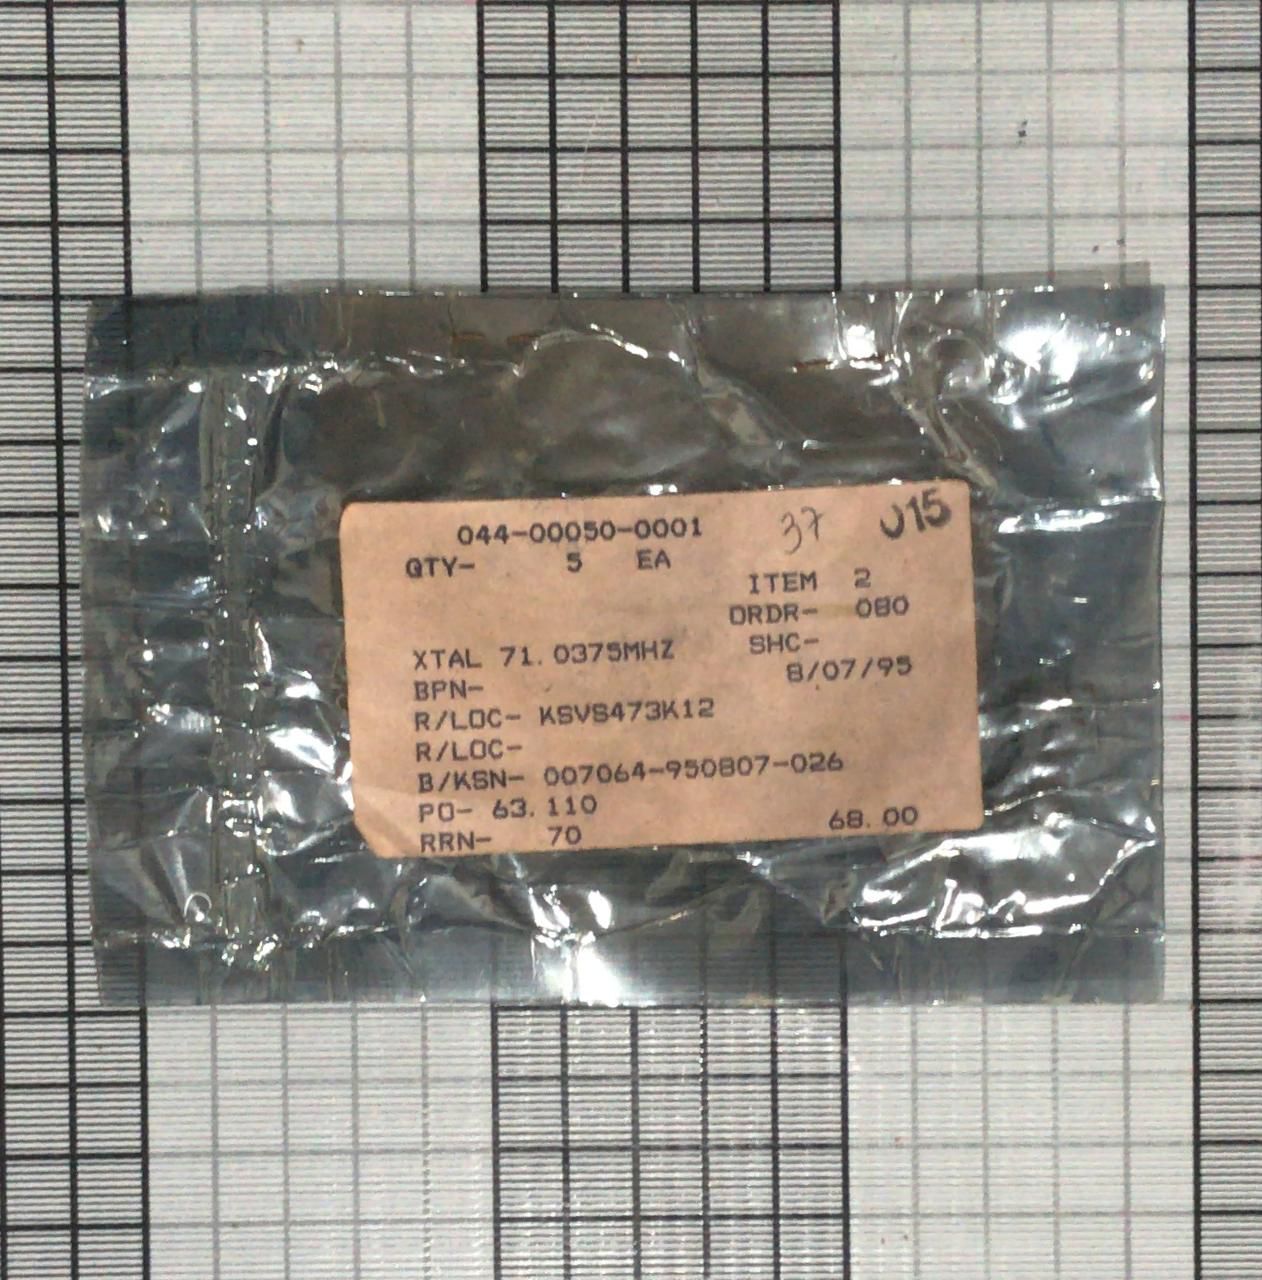 044-00050-0001 37 J15
QTY- 5 EA
ITEM 2
ORDR- 080
XTAL 71.0375MHZ SHC-
BPN- 8/07/95
R/LOC- KSVS473K12
R/LOC-
B/KSN- 007064-950807-026
PO- 63.110
RRN- 70 68.00